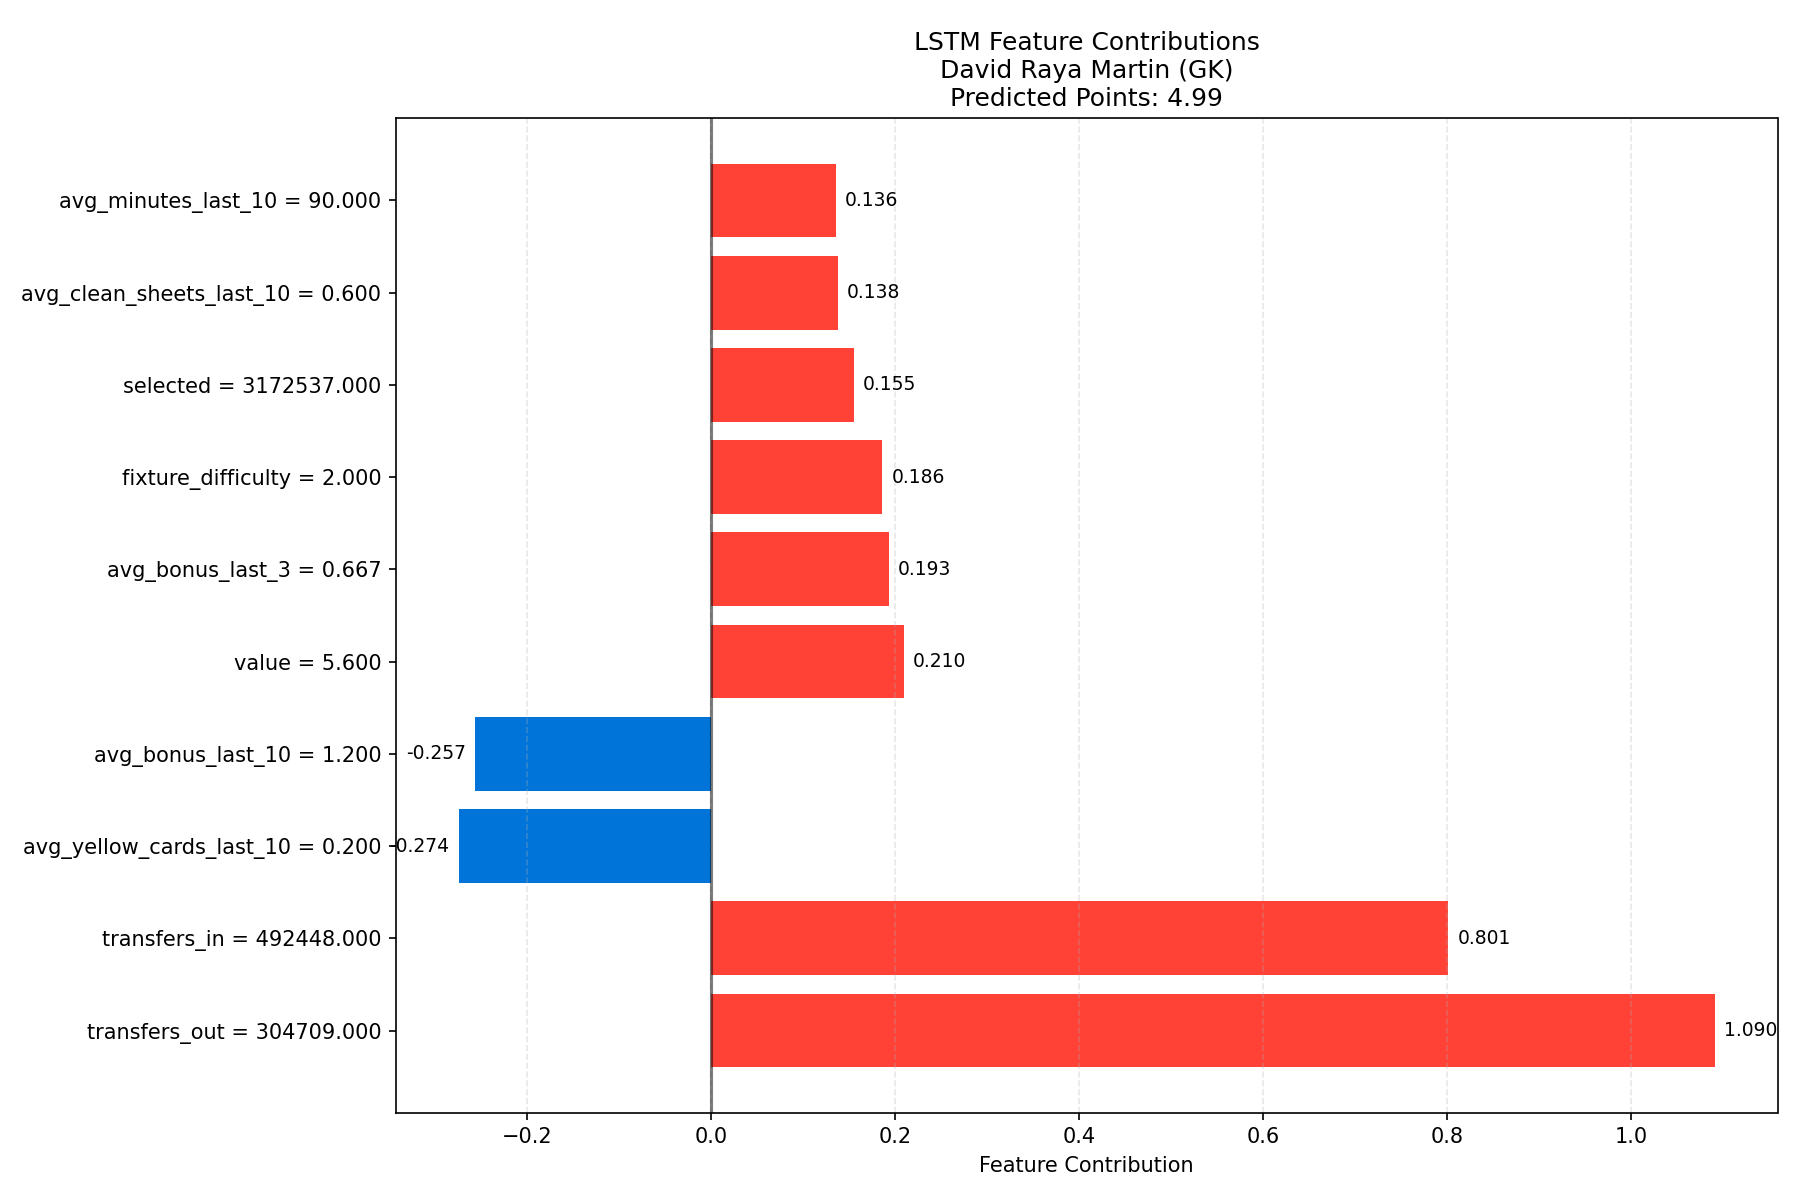 LSTM Feature Contributions
David Raya Martin (GK)
Predicted Points: 4.99
avg_minutes_last_10 = 90.000
0.136
avg_clean_sheets_last_10 = 0.600
0.138
selected = 3172537.000
0.155
fixture_difficulty = 2.000
0.186
avg_bonus_last_3 = 0.667
0.193
value = 5.600
0.210
avg_bonus_last_10 = 1.200
-0.257
avg_yellow_cards_last_10 = 0.200
0.274
transfers_in = 492448.000
0.801
transfers_out = 304709.000
1.090
−0.2 0.0 0.2 0.4 0.6 0.8 1.0
Feature Contribution